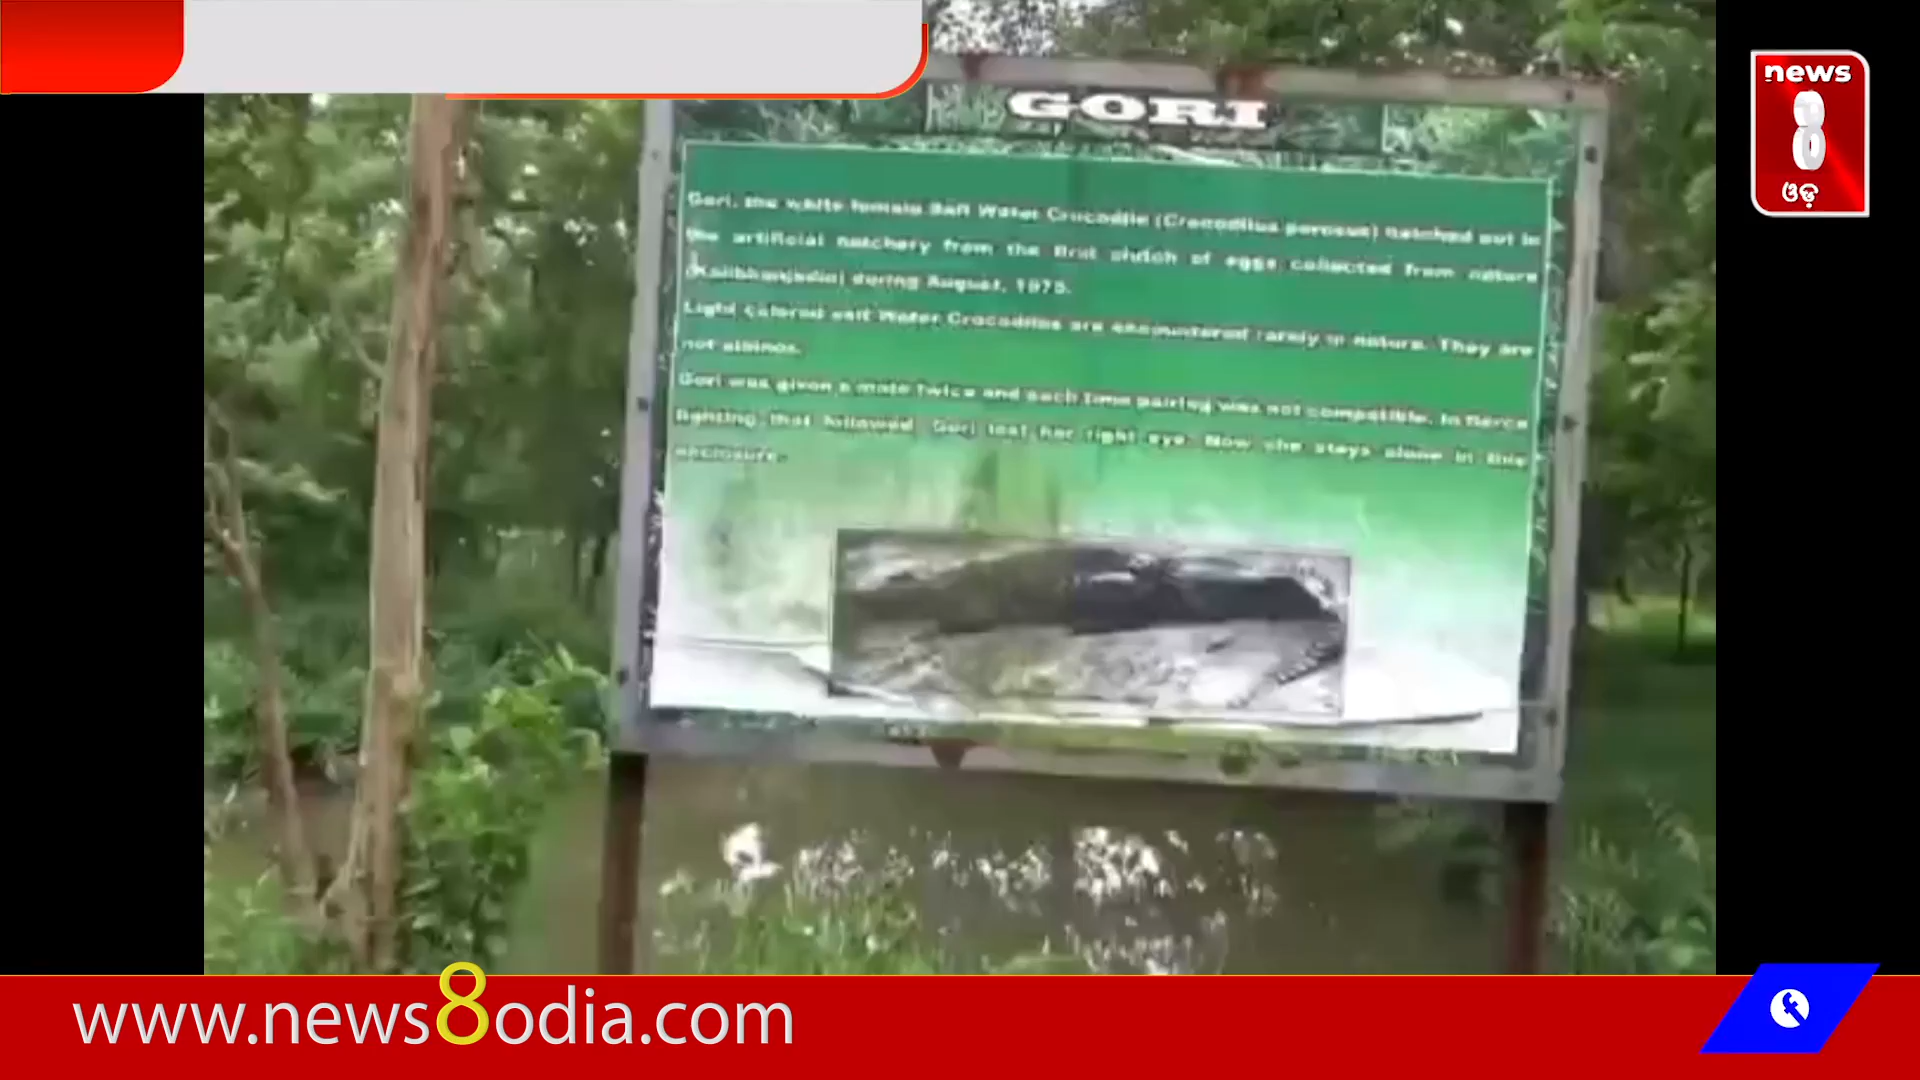 news
8
ଓଡ଼
GORI
Gori, the white female Salt Water Crocodile (Crocodilus porosus) hatched out in
the artificial hatchery from the first clutch of eggs collected from nature
(Kalibhanjadia) during August, 1975.
Light colored salt Water Crocodiles are encountered rarely in nature. They are
not albinos.
Gori was given a mate twice and each time pairing was not compatible. In fierce
fighting that followed Gori lost her right eye. Now she stays alone in this
enclosure.
www.news8odia.com